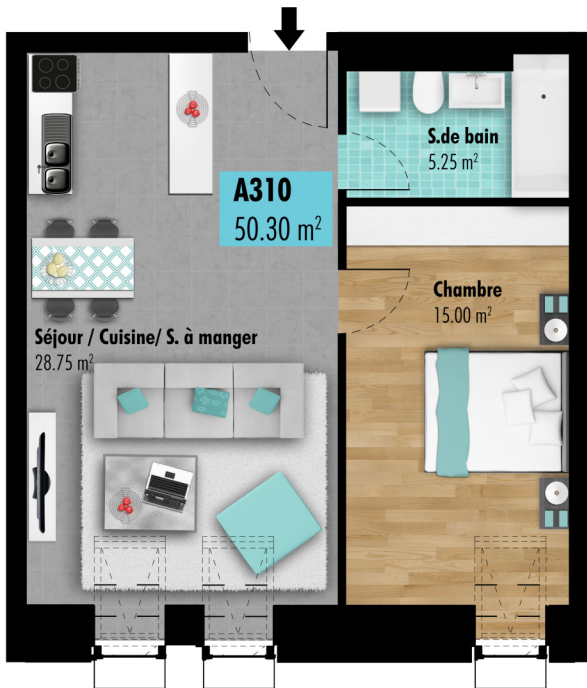 S.de bain
5.25 m²
A310
50.30 m²
Chambre
15.00 m²
Séjour / Cuisine/ S. à manger
28.75 m²